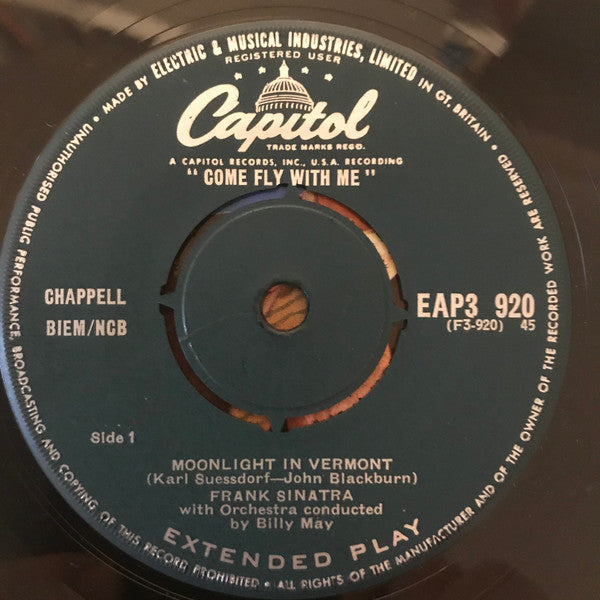 MADE BY ELECTRIC & MUSICAL INDUSTRIES, LIMITED IN GT. BRITAIN • ALL RIGHTS OF THE MANUFACTURER AND OF THE OWNER OF THE RECORDED WORK ARE RESERVED • UNAUTHORISED PUBLIC PERFORMANCE, BROADCASTING AND COPYING OF THIS RECORD PROHIBITED •
REGISTERED USER
Capitol
TRADE MARKS REGD.
A CAPITOL RECORDS, INC., U.S.A. RECORDING
"COME FLY WITH ME"
CHAPPELL
BIEM/NCB
EAP3 920
(F3-920) 45
Side 1
MOONLIGHT IN VERMONT
(Karl Suessdorf—John Blackburn)
FRANK SINATRA
with Orchestra conducted
by Billy May
EXTENDED PLAY